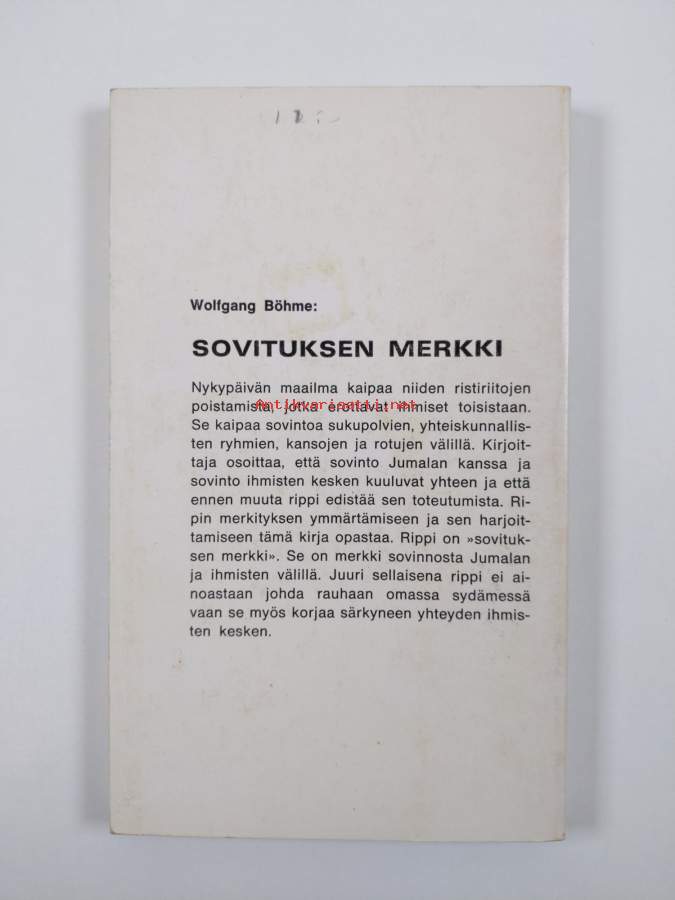 Wolfgang Böhme:
SOVITUKSEN MERKKI
Nykypäivän maailma kaipaa niiden ristiriitojen
poistamista, jotka erottavat ihmiset toisistaan.
Antikvariaatti.net
Se kaipaa sovintoa sukupolvien, yhteiskunnallis-
ten ryhmien, kansojen ja rotujen välillä. Kirjoit-
taja osoittaa, että sovinto Jumalan kanssa ja
sovinto ihmisten kesken kuuluvat yhteen ja että
ennen muuta rippi edistää sen toteutumista. Ri-
pin merkityksen ymmärtämiseen ja sen harjoit-
tamiseen tämä kirja opastaa. Rippi on »sovituk-
sen merkki». Se on merkki sovinnosta Jumalan
ja ihmisten välillä. Juuri sellaisena rippi ei ai-
noastaan johda rauhaan omassa sydämessä
vaan se myös korjaa särkyneen yhteyden ihmis-
ten kesken.